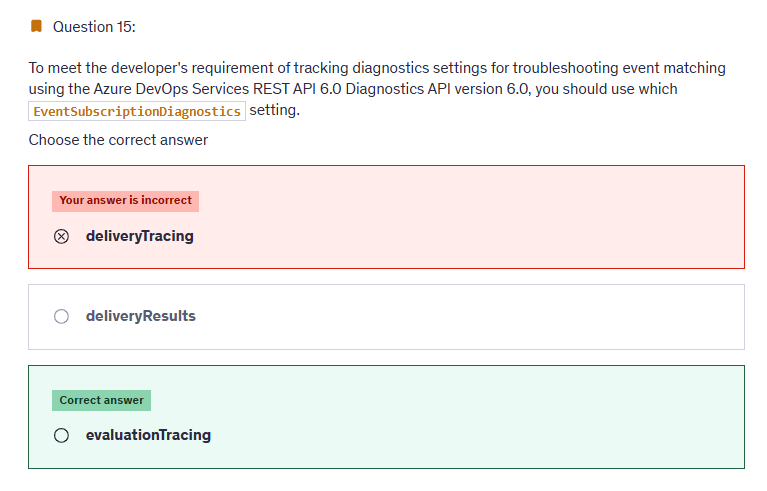 Question 15:
To meet the developer's requirement of tracking diagnostics settings for troubleshooting event matching
using the Azure DevOps Services REST API 6.0 Diagnostics API version 6.0, you should use which
EventSubscriptionDiagnostics setting.
Choose the correct answer
Your answer is incorrect
deliveryTracing
deliveryResults
Correct answer
evaluationTracing